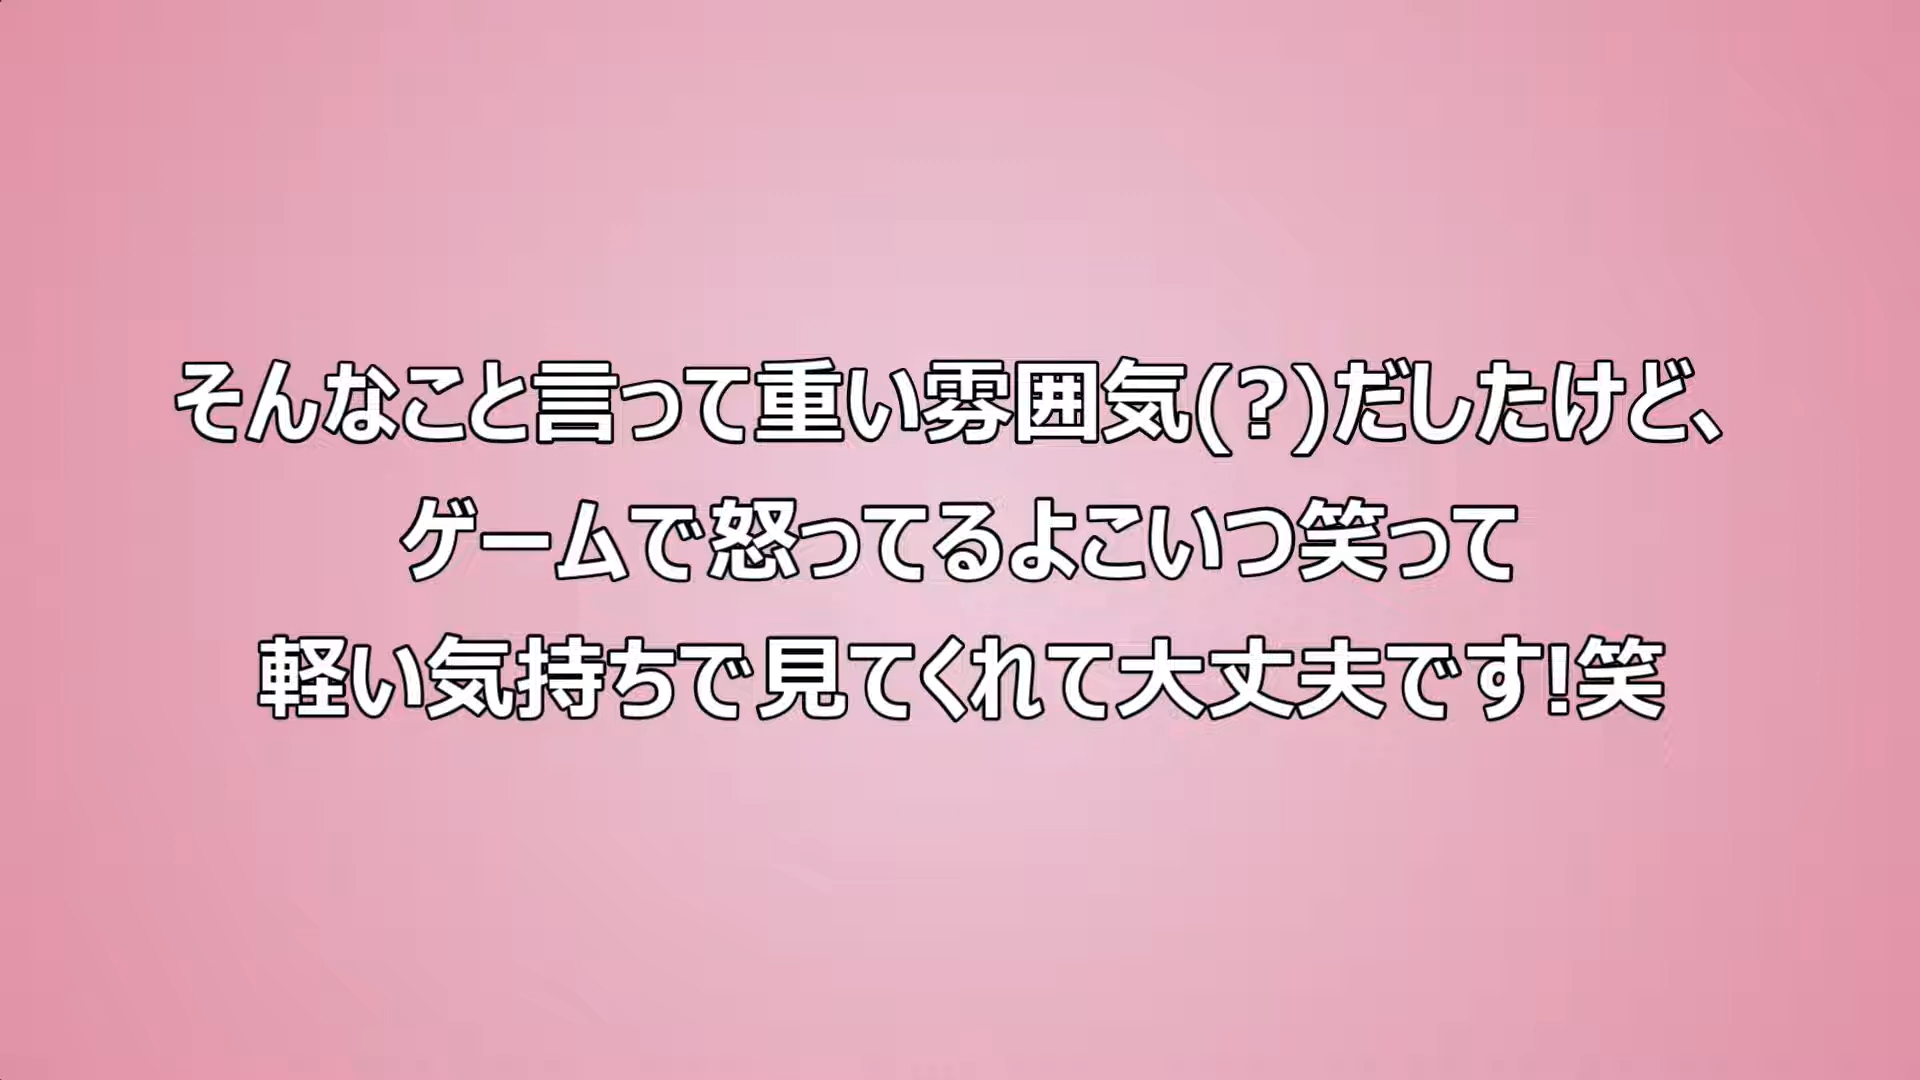 そんなこと言って重い雰囲気(?)だしたけど、
ゲームで怒ってるよこいつ笑って
軽い気持ちで見てくれて大丈夫です!笑